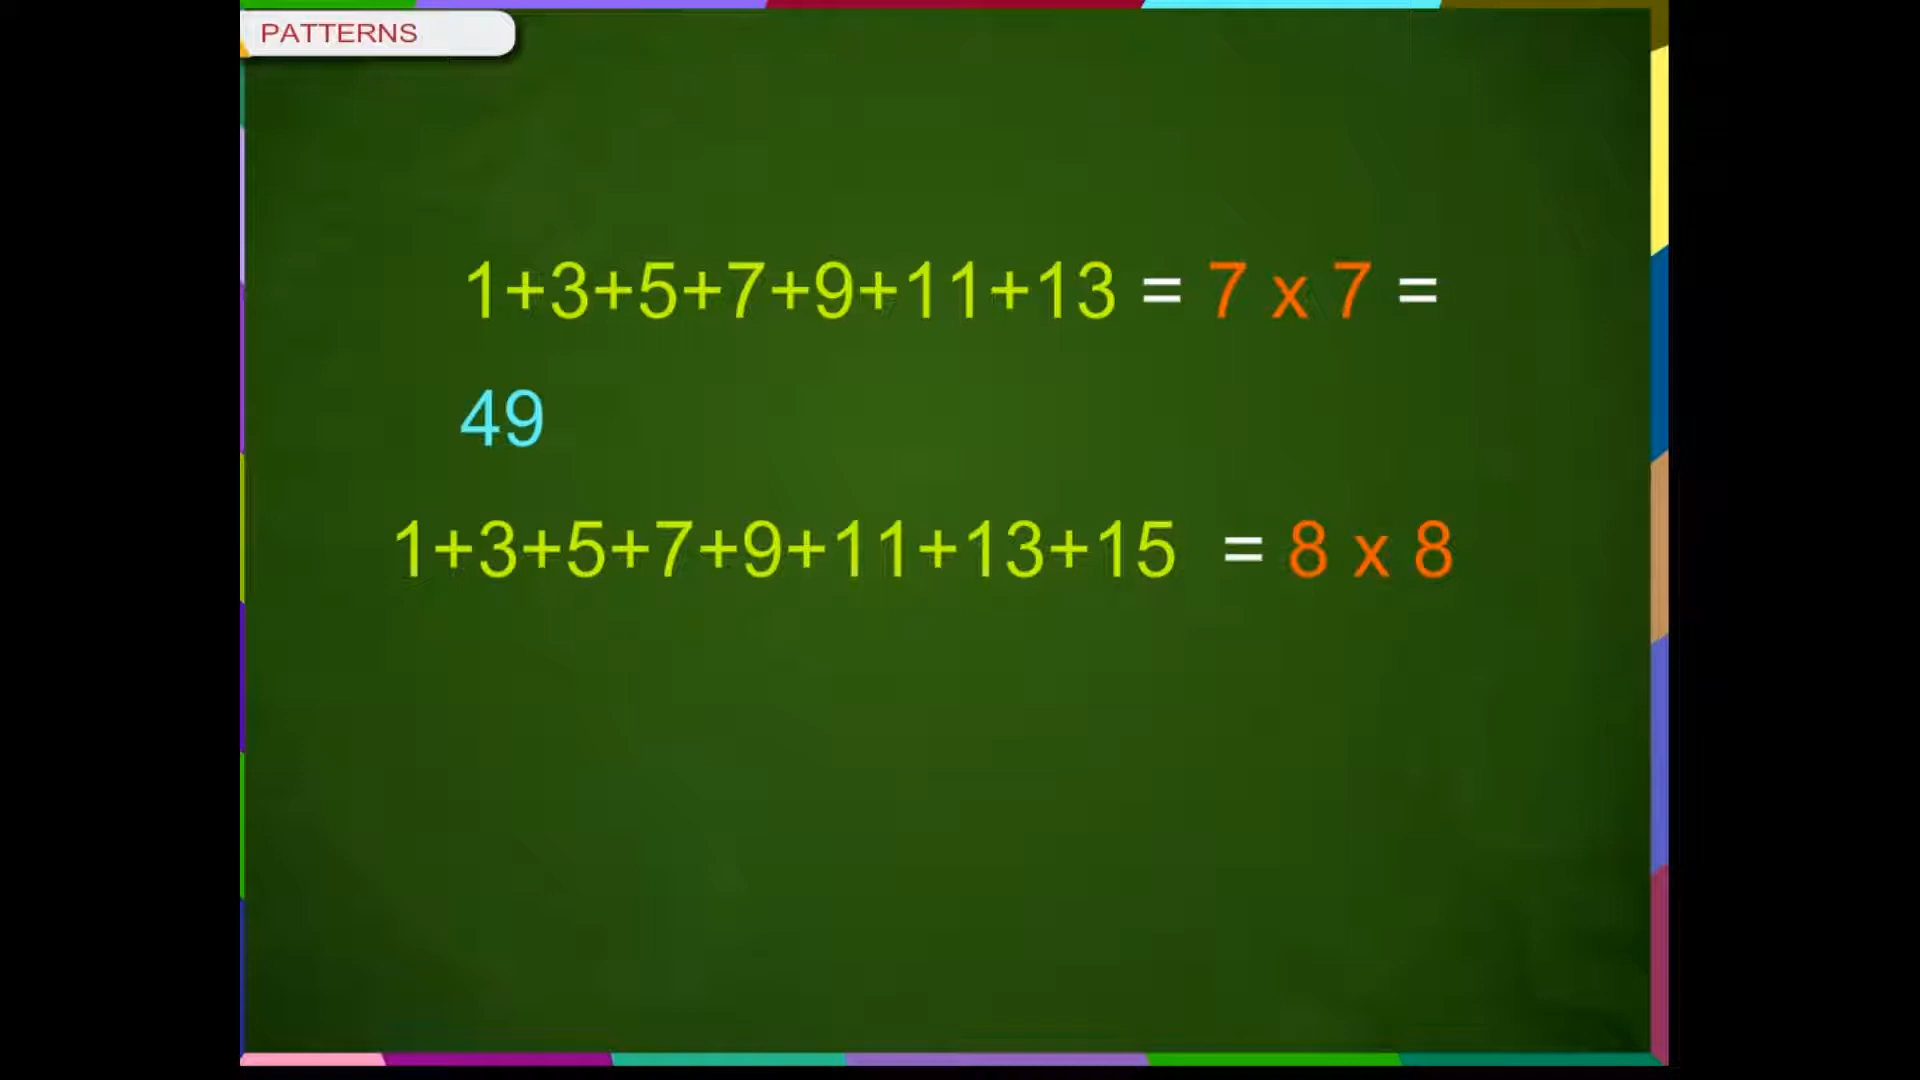 PATTERNS
1+3+5+7+9+11+13 = 7 x 7 =
49
1+3+5+7+9+11+13+15 = 8 x 8